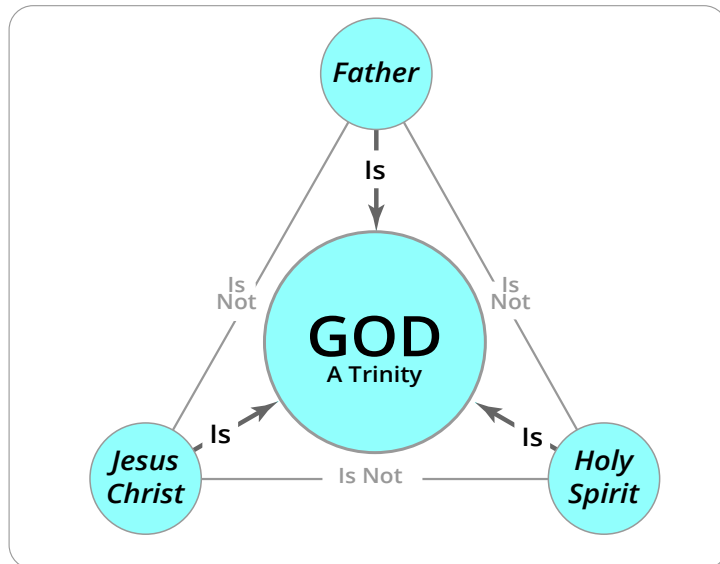 Father
Is
Is
Not
Is
Not
GOD
A Trinity
Is
Is
Jesus
Christ
Is Not
Holy
Spirit